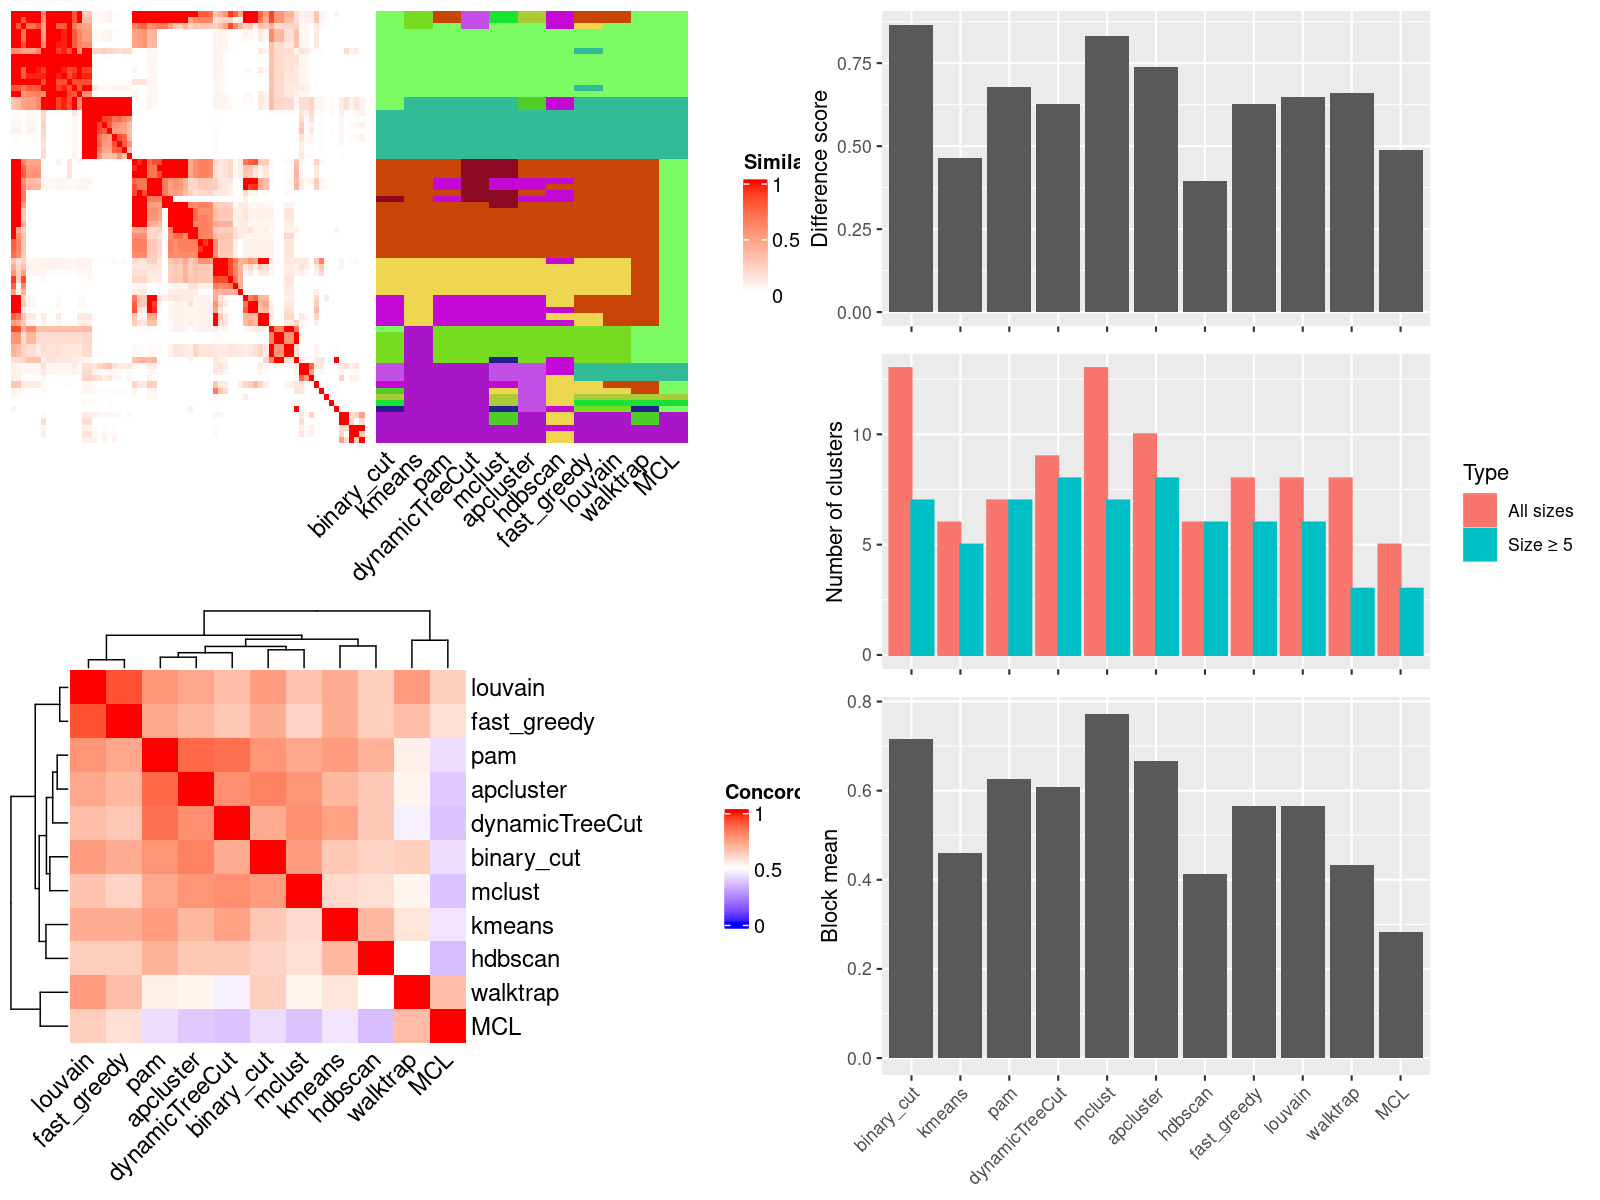 Simila
1
0.5
0
binary_cut
kmeans
pam
dynamicTreeCut
mclust
apcluster
hdbscan
fast_greedy
louvain
walktrap
MCL
louvain
fast_greedy
pam
apcluster
dynamicTreeCut
binary_cut
mclust
kmeans
hdbscan
walktrap
MCL
louvain
fast_greedy
pam
apcluster
dynamicTreeCut
binary_cut
mclust
kmeans
hdbscan
walktrap
MCL
Concord
1
0.5
0
Difference score
0.75
0.50
0.25
0.00
Number of clusters
10
5
0
Type
All sizes
Size ≥ 5
Block mean
0.8
0.6
0.4
0.2
0.0
binary_cut
kmeans
pam
dynamicTreeCut
mclust
apcluster
hdbscan
fast_greedy
louvain
walktrap
MCL